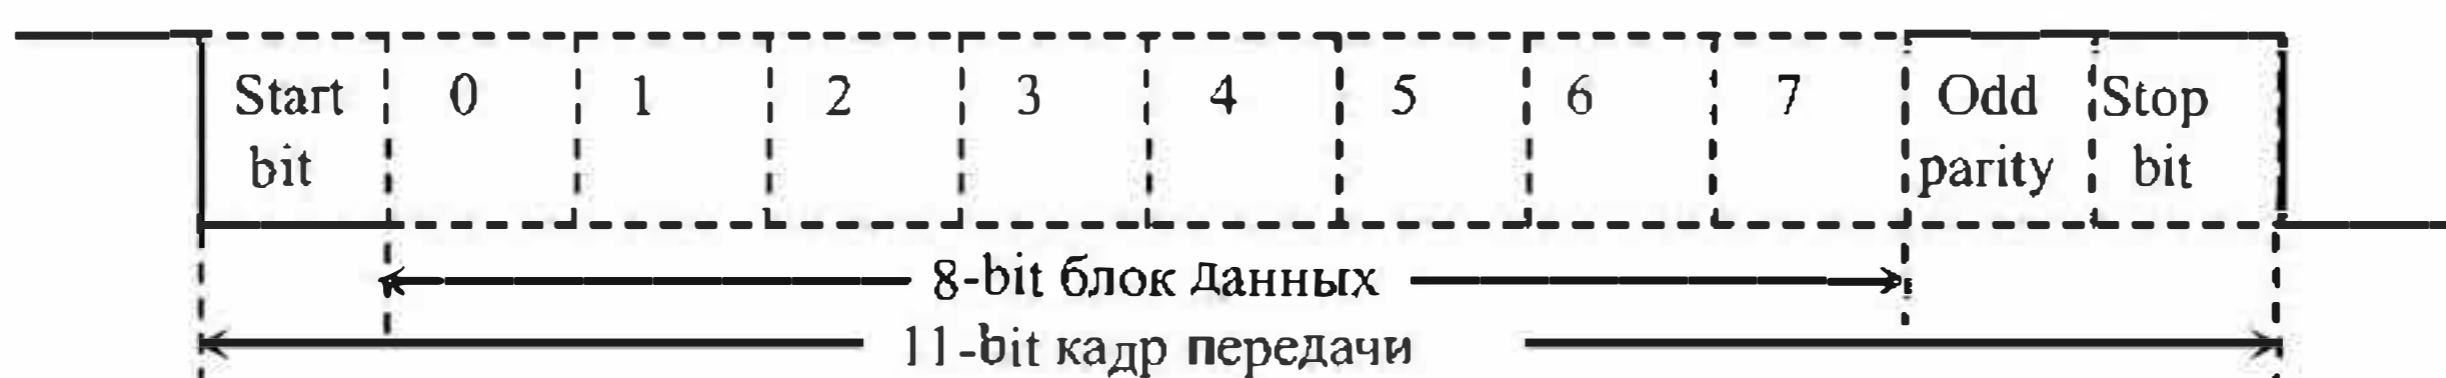 Start 0 1 2 3 4 5 6 7 Odd Stop
bit parity bit
8-bit блок данных
11-bit кадр передачи